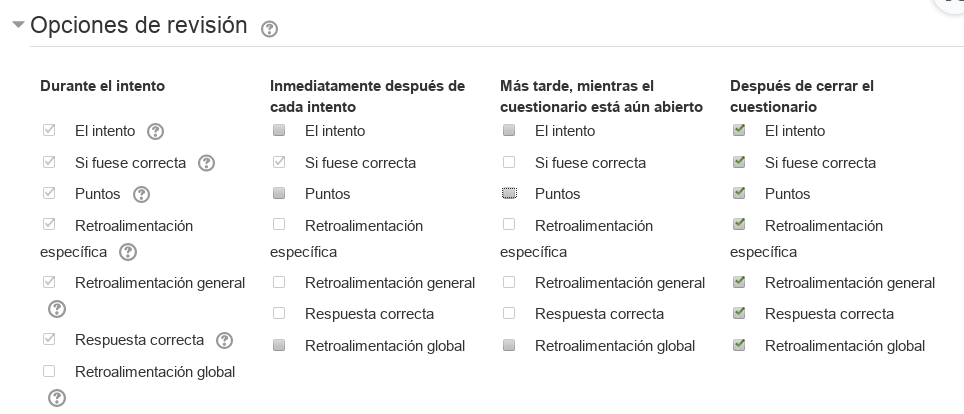 Opciones de revisión
Durante el intento
El intento
Si fuese correcta
Puntos
Retroalimentación
específica
Retroalimentación general
Respuesta correcta
Retroalimentación global
Inmediatamente después de
cada intento
El intento
Si fuese correcta
Puntos
Retroalimentación
específica
Retroalimentación general
Respuesta correcta
Retroalimentación global
Más tarde, mientras el
cuestionario está aún abierto
El intento
Si fuese correcta
Puntos
Retroalimentación
específica
Retroalimentación general
Respuesta correcta
Retroalimentación global
Después de cerrar el
cuestionario
El intento
Si fuese correcta
Puntos
Retroalimentación
específica
Retroalimentación general
Respuesta correcta
Retroalimentación global